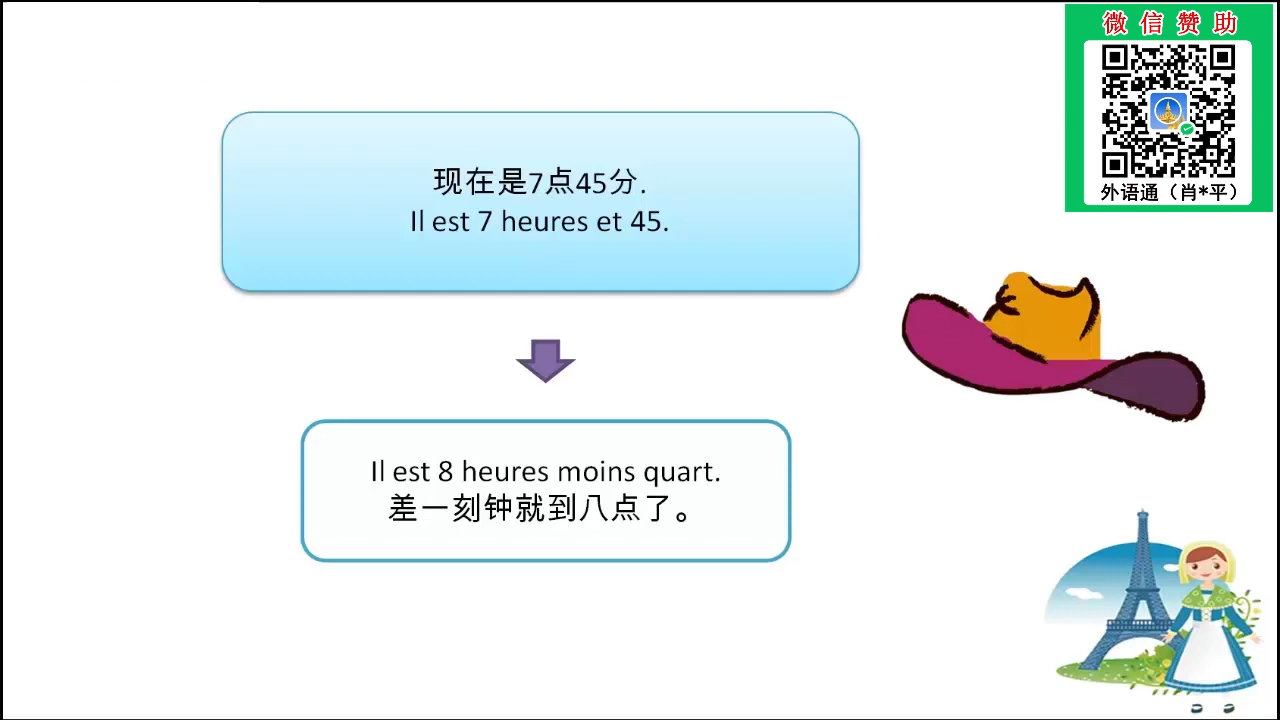 微信赞助
外语通（肖*平）
现在是7点45分.
Il est 7 heures et 45.
Il est 8 heures moins quart.
差一刻钟就到八点了。